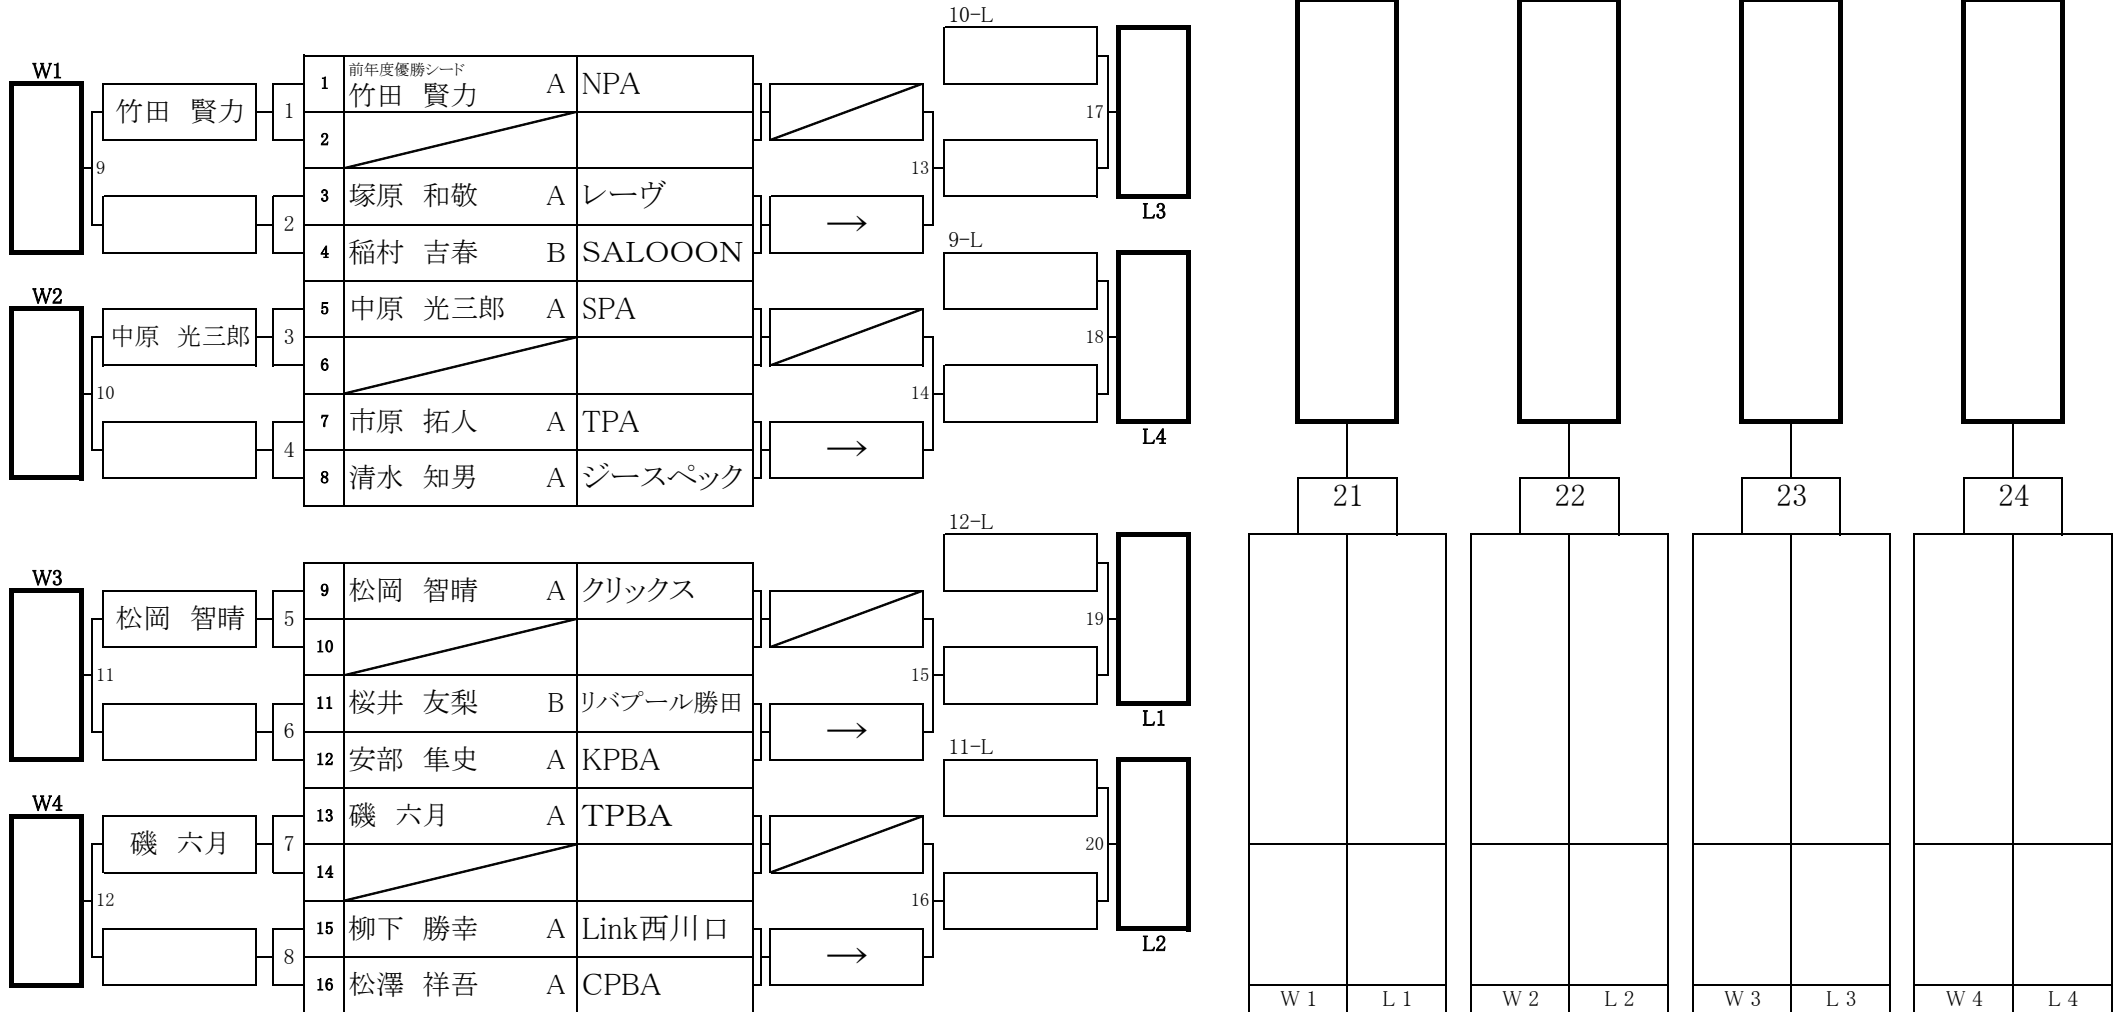 10-L
W1
前年度優勝シード
竹田 賢力 1 1 竹田 賢力 A NPA
2
9 13 17
2 3 塚原 和敬 A レーヴ →
L3
4 稲村 吉春 B SALOOON
9-L
W2
中原 光三郎 3 5 中原 光三郎 A SPA
6
10 14 18
4 7 市原 拓人 A TPA →
L4
8 清水 知男 A ジースペック
21 22 23 24
12-L
W3
松岡 智晴 5 9 松岡 智晴 A クリックス
10
11 15 19
6 11 桜井 友梨 B リバプール勝田 →
L1
12 安部 隼史 A KPBA
11-L
W4
磯 六月 7 13 磯 六月 A TPBA
14
12 16 20
8 15 柳下 勝幸 A Link西川口 →
L2
16 松澤 祥吾 A CPBA
W 1 L 1 W 2 L 2 W 3 L 3 W 4 L 4